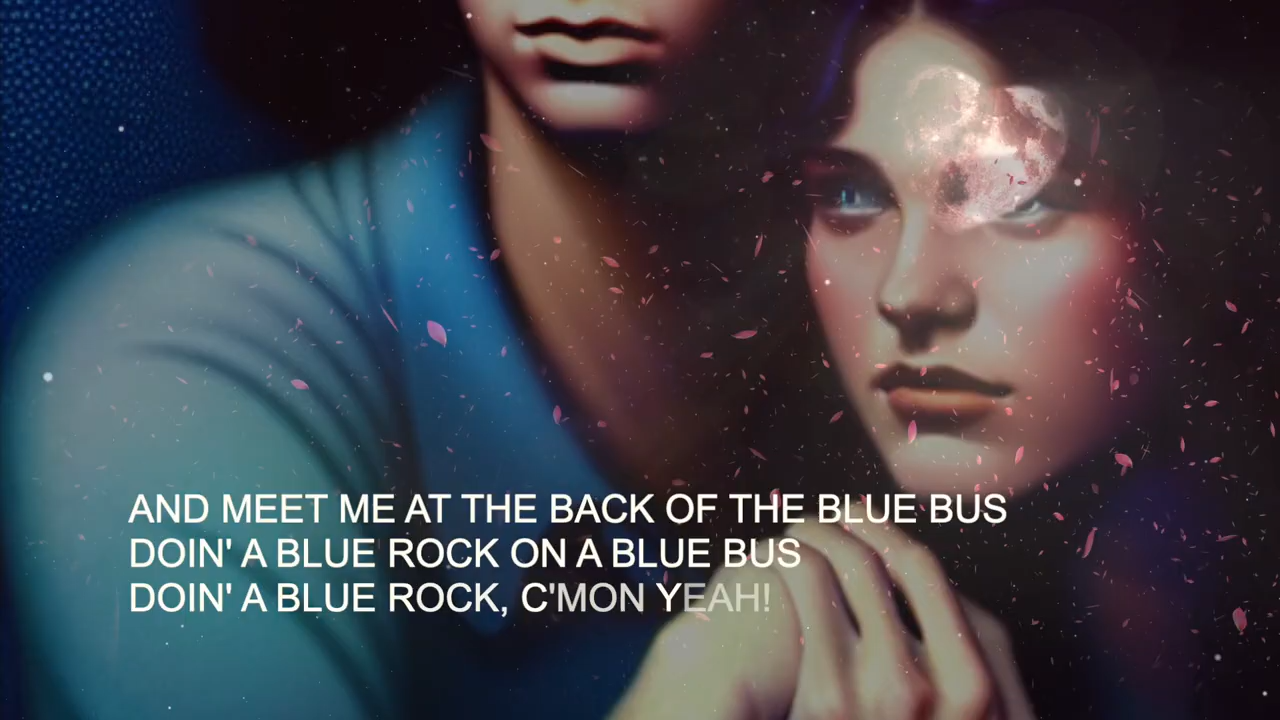 AND MEET ME AT THE BACK OF THE BLUE BUS
DOIN' A BLUE ROCK ON A BLUE BUS
DOIN' A BLUE ROCK, C'MON YEAH!